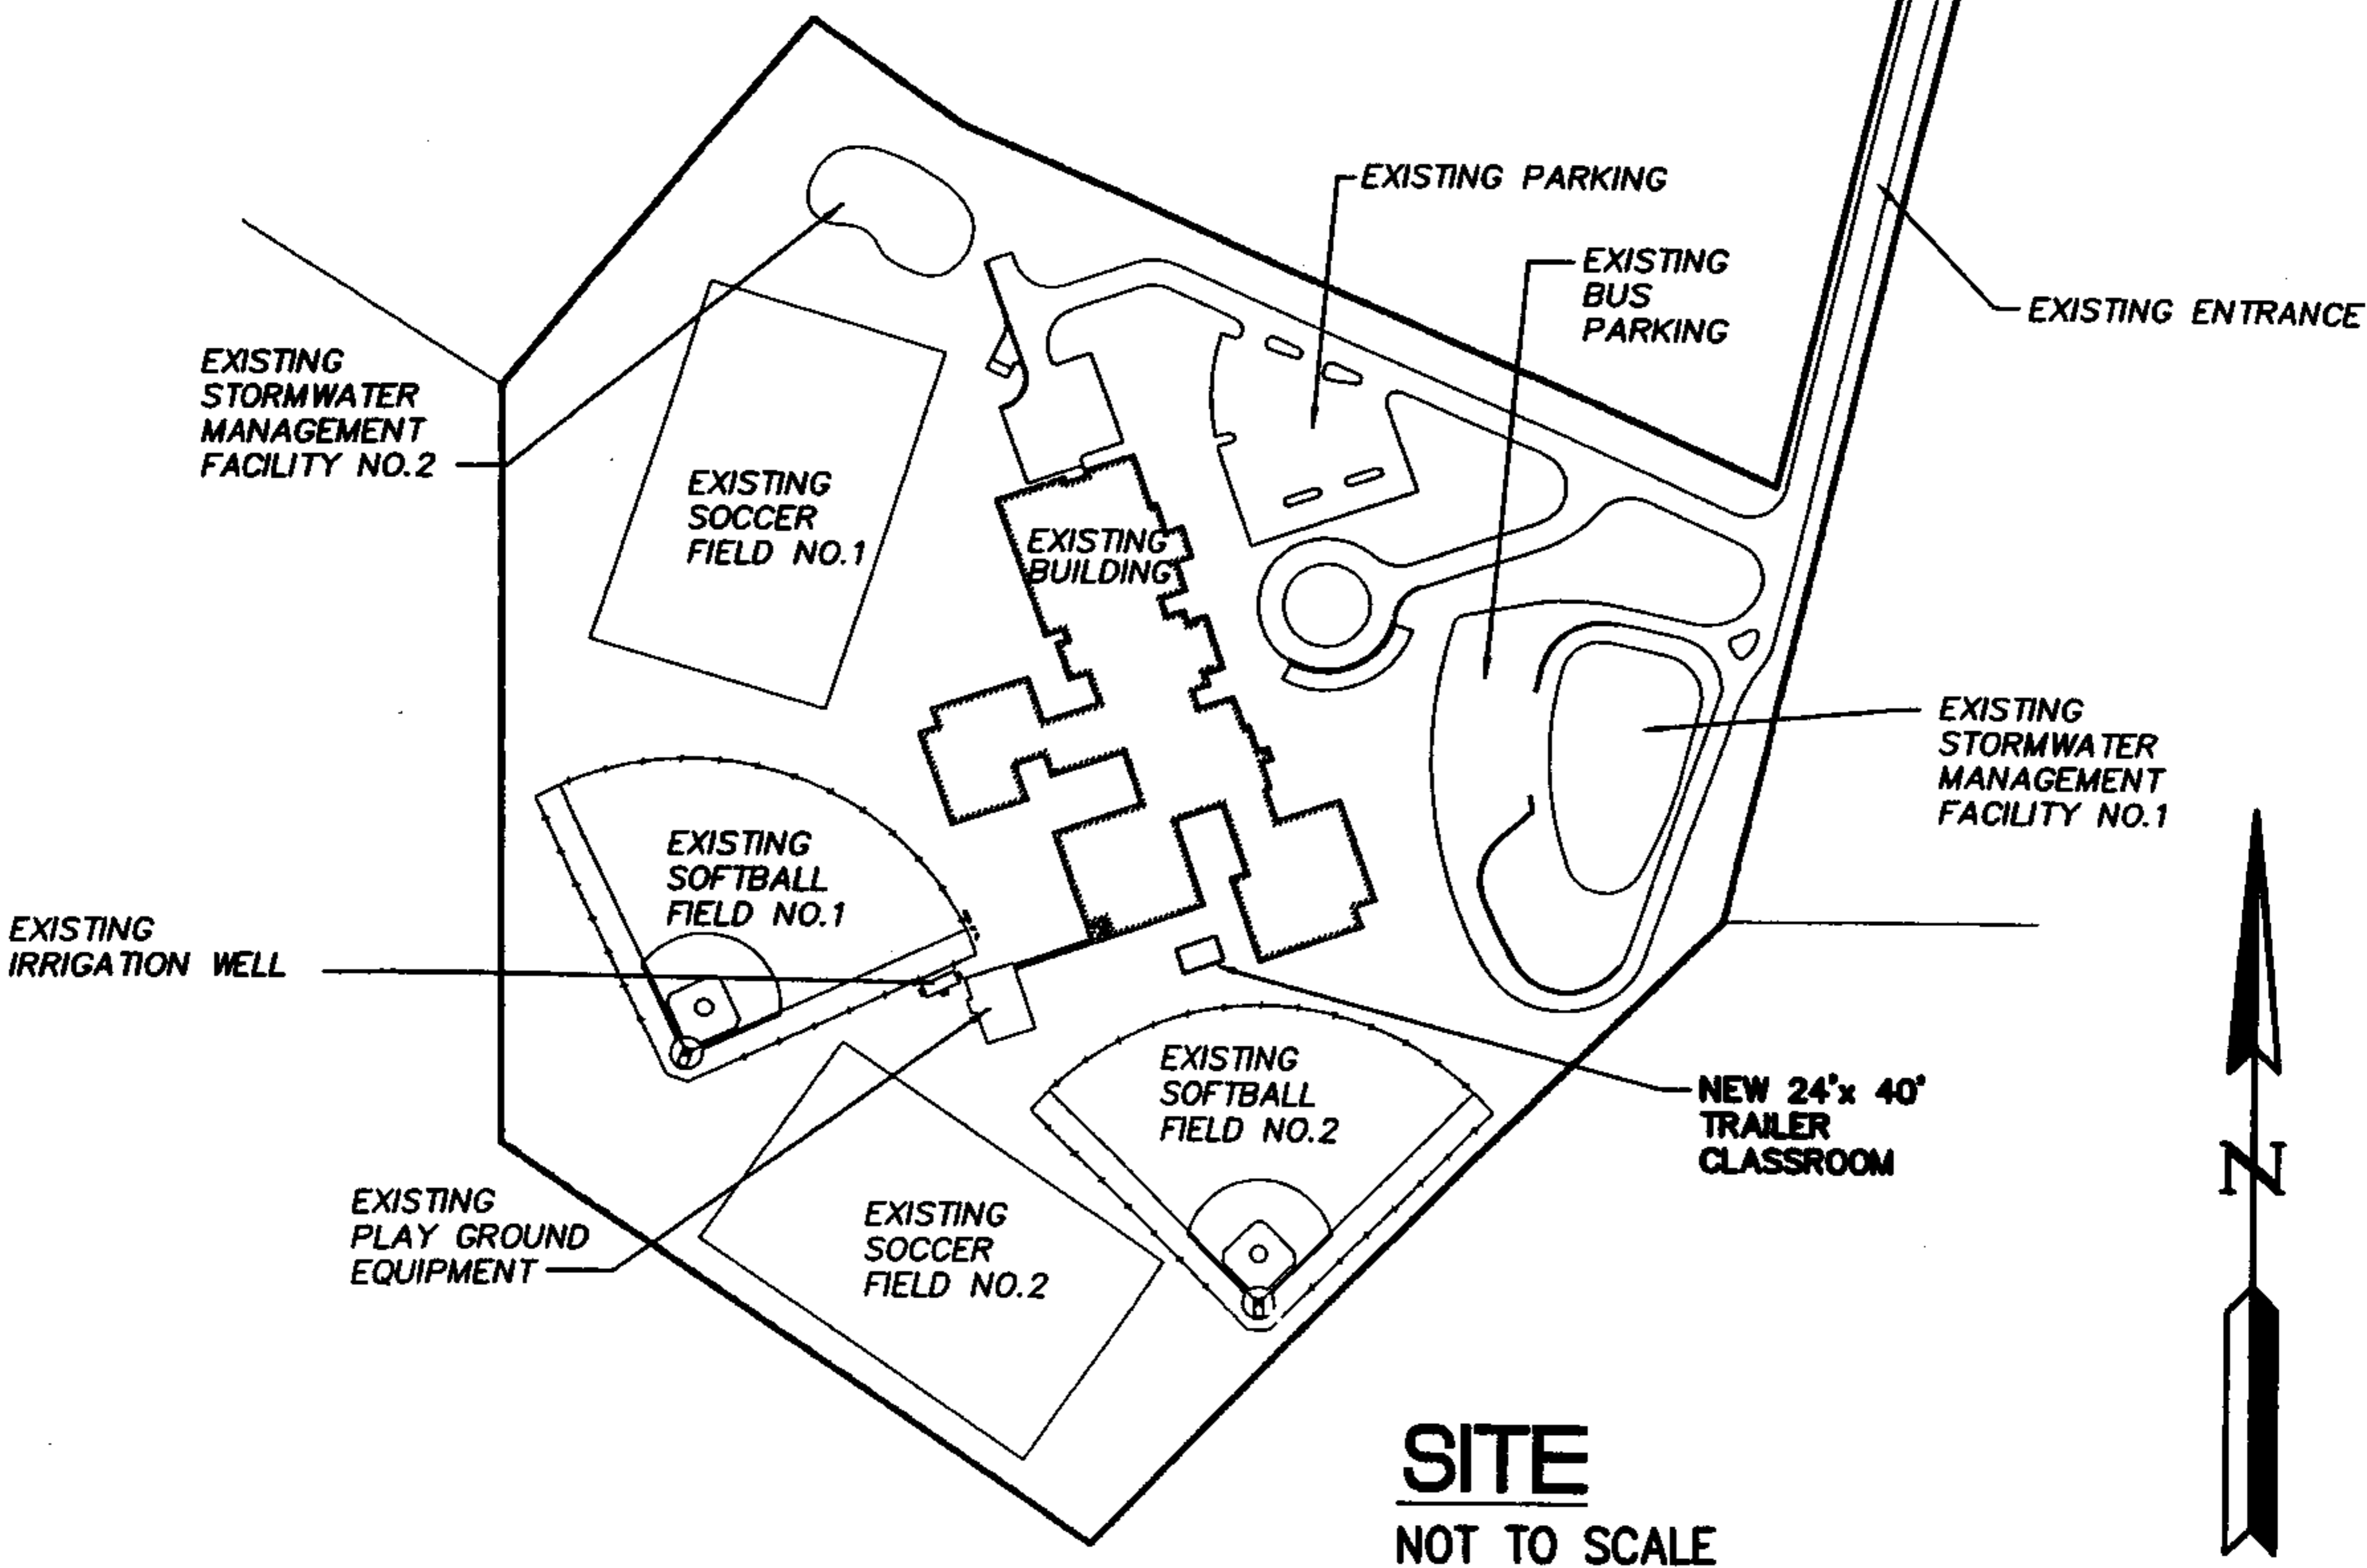 EXISTING PARKING
EXISTING
BUS
PARKING
EXISTING ENTRANCE
EXISTING
STORMWATER
MANAGEMENT
FACILITY NO.2
EXISTING
SOCCER
FIELD NO.1
EXISTING
BUILDING
EXISTING
STORMWATER
MANAGEMENT
FACILITY NO.1
EXISTING
SOFTBALL
FIELD NO.1
EXISTING
IRRIGATION WELL
EXISTING
SOFTBALL
FIELD NO.2
NEW 24'x 40'
TRAILER
CLASSROOM
N
EXISTING
PLAY GROUND
EQUIPMENT
EXISTING
SOCCER
FIELD NO.2
SITE
NOT TO SCALE